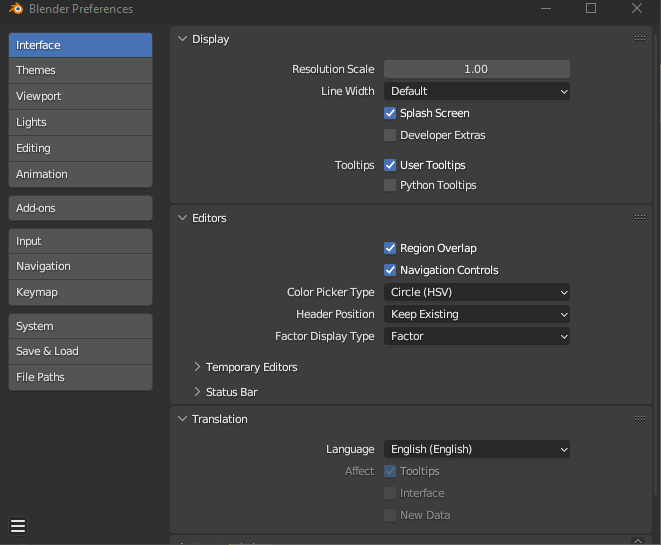 Blender Preferences
Interface
Themes
Viewport
Lights
Editing
Animation
Add-ons
Input
Navigation
Keymap
System
Save & Load
File Paths
Display
Resolution Scale 1.00
Line Width Default
Splash Screen
Developer Extras
Tooltips User Tooltips
Python Tooltips
Editors
Region Overlap
Navigation Controls
Color Picker Type Circle (HSV)
Header Position Keep Existing
Factor Display Type Factor
Temporary Editors
Status Bar
Translation
Language English (English)
Affect Tooltips
Interface
New Data